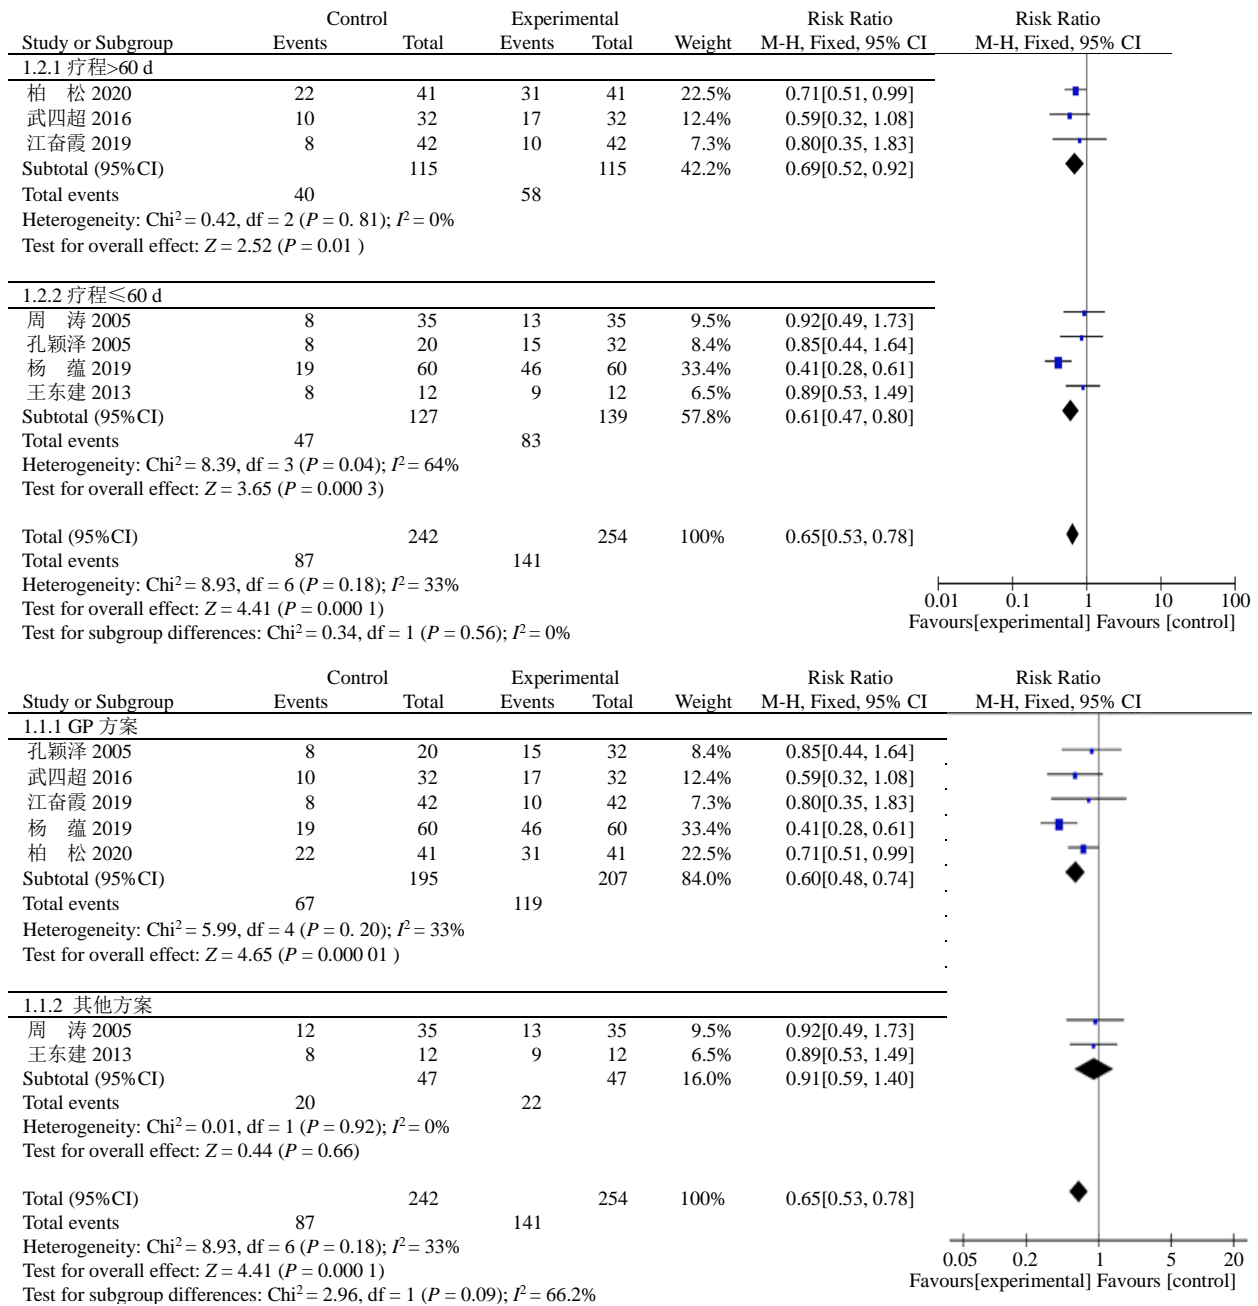 Control Experimental Risk Ratio Risk Ratio
Study or Subgroup Events Total Events Total Weight M-H, Fixed, 95% CI M-H, Fixed, 95% CI
1.2.1 疗程>60 d
柏 松 2020 22 41 31 41 22.5% 0.71[0.51, 0.99]
武四超 2016 10 32 17 32 12.4% 0.59[0.32, 1.08]
江奋霞 2019 8 42 10 42 7.3% 0.80[0.35, 1.83]
Subtotal (95%CI) 115 115 42.2% 0.69[0.52, 0.92]
Total events 40 58
Heterogeneity: Chi² = 0.42, df = 2 (P = 0. 81); I² = 0%
Test for overall effect: Z = 2.52 (P = 0.01 )
1.2.2 疗程≤60 d
周 涛 2005 8 35 13 35 9.5% 0.92[0.49, 1.73]
孔颖泽 2005 8 20 15 32 8.4% 0.85[0.44, 1.64]
杨 蕴 2019 19 60 46 60 33.4% 0.41[0.28, 0.61]
王东建 2013 8 12 9 12 6.5% 0.89[0.53, 1.49]
Subtotal (95%CI) 127 139 57.8% 0.61[0.47, 0.80]
Total events 47 83
Heterogeneity: Chi² = 8.39, df = 3 (P = 0.04); I² = 64%
Test for overall effect: Z = 3.65 (P = 0.000 3)
Total (95%CI) 242 254 100% 0.65[0.53, 0.78]
Total events 87 141
Heterogeneity: Chi² = 8.93, df = 6 (P = 0.18); I² = 33%
Test for overall effect: Z = 4.41 (P = 0.000 1)
Test for subgroup differences: Chi² = 0.34, df = 1 (P = 0.56); I² = 0%
0.01 0.1 1 10 100
Favours[experimental] Favours [control]
Control Experimental Risk Ratio Risk Ratio
Study or Subgroup Events Total Events Total Weight M-H, Fixed, 95% CI M-H, Fixed, 95% CI
1.1.1 GP 方案
孔颖泽 2005 8 20 15 32 8.4% 0.85[0.44, 1.64]
武四超 2016 10 32 17 32 12.4% 0.59[0.32, 1.08]
江奋霞 2019 8 42 10 42 7.3% 0.80[0.35, 1.83]
杨 蕴 2019 19 60 46 60 33.4% 0.41[0.28, 0.61]
柏 松 2020 22 41 31 41 22.5% 0.71[0.51, 0.99]
Subtotal (95%CI) 195 207 84.0% 0.60[0.48, 0.74]
Total events 67 119
Heterogeneity: Chi² = 5.99, df = 4 (P = 0. 20); I² = 33%
Test for overall effect: Z = 4.65 (P = 0.000 01 )
1.1.2 其他方案
周 涛 2005 12 35 13 35 9.5% 0.92[0.49, 1.73]
王东建 2013 8 12 9 12 6.5% 0.89[0.53, 1.49]
Subtotal (95%CI) 47 47 16.0% 0.91[0.59, 1.40]
Total events 20 22
Heterogeneity: Chi² = 0.01, df = 1 (P = 0.92); I² = 0%
Test for overall effect: Z = 0.44 (P = 0.66)
Total (95%CI) 242 254 100% 0.65[0.53, 0.78]
Total events 87 141
Heterogeneity: Chi² = 8.93, df = 6 (P = 0.18); I² = 33%
Test for overall effect: Z = 4.41 (P = 0.000 1)
Test for subgroup differences: Chi² = 2.96, df = 1 (P = 0.09); I² = 66.2%
0.05 0.2 1 5 20
Favours[experimental] Favours [control]